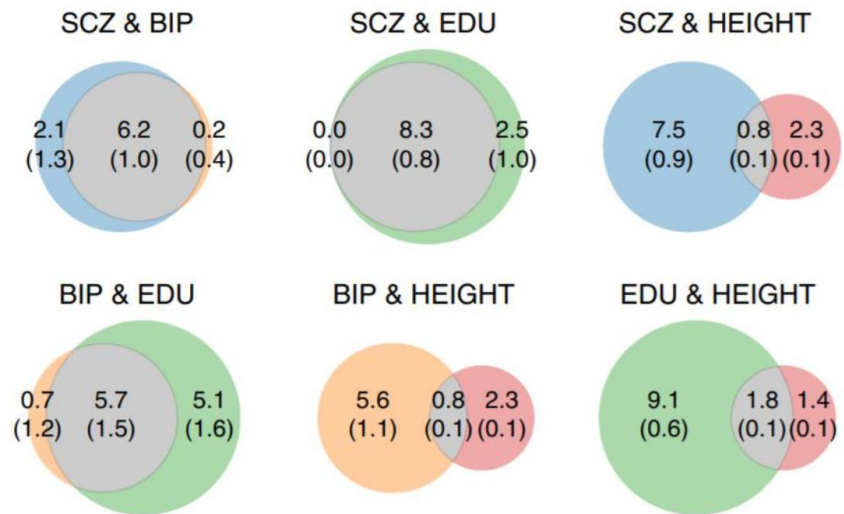 SCZ & BIP
2.1 6.2 0.2
(1.3) (1.0) (0.4)
SCZ & EDU
0.0 8.3 2.5
(0.0) (0.8) (1.0)
SCZ & HEIGHT
7.5 0.8 2.3
(0.9) (0.1) (0.1)
BIP & EDU
0.7 5.7 5.1
(1.2) (1.5) (1.6)
BIP & HEIGHT
5.6 0.8 2.3
(1.1) (0.1) (0.1)
EDU & HEIGHT
9.1 1.8 1.4
(0.6) (0.1) (0.1)